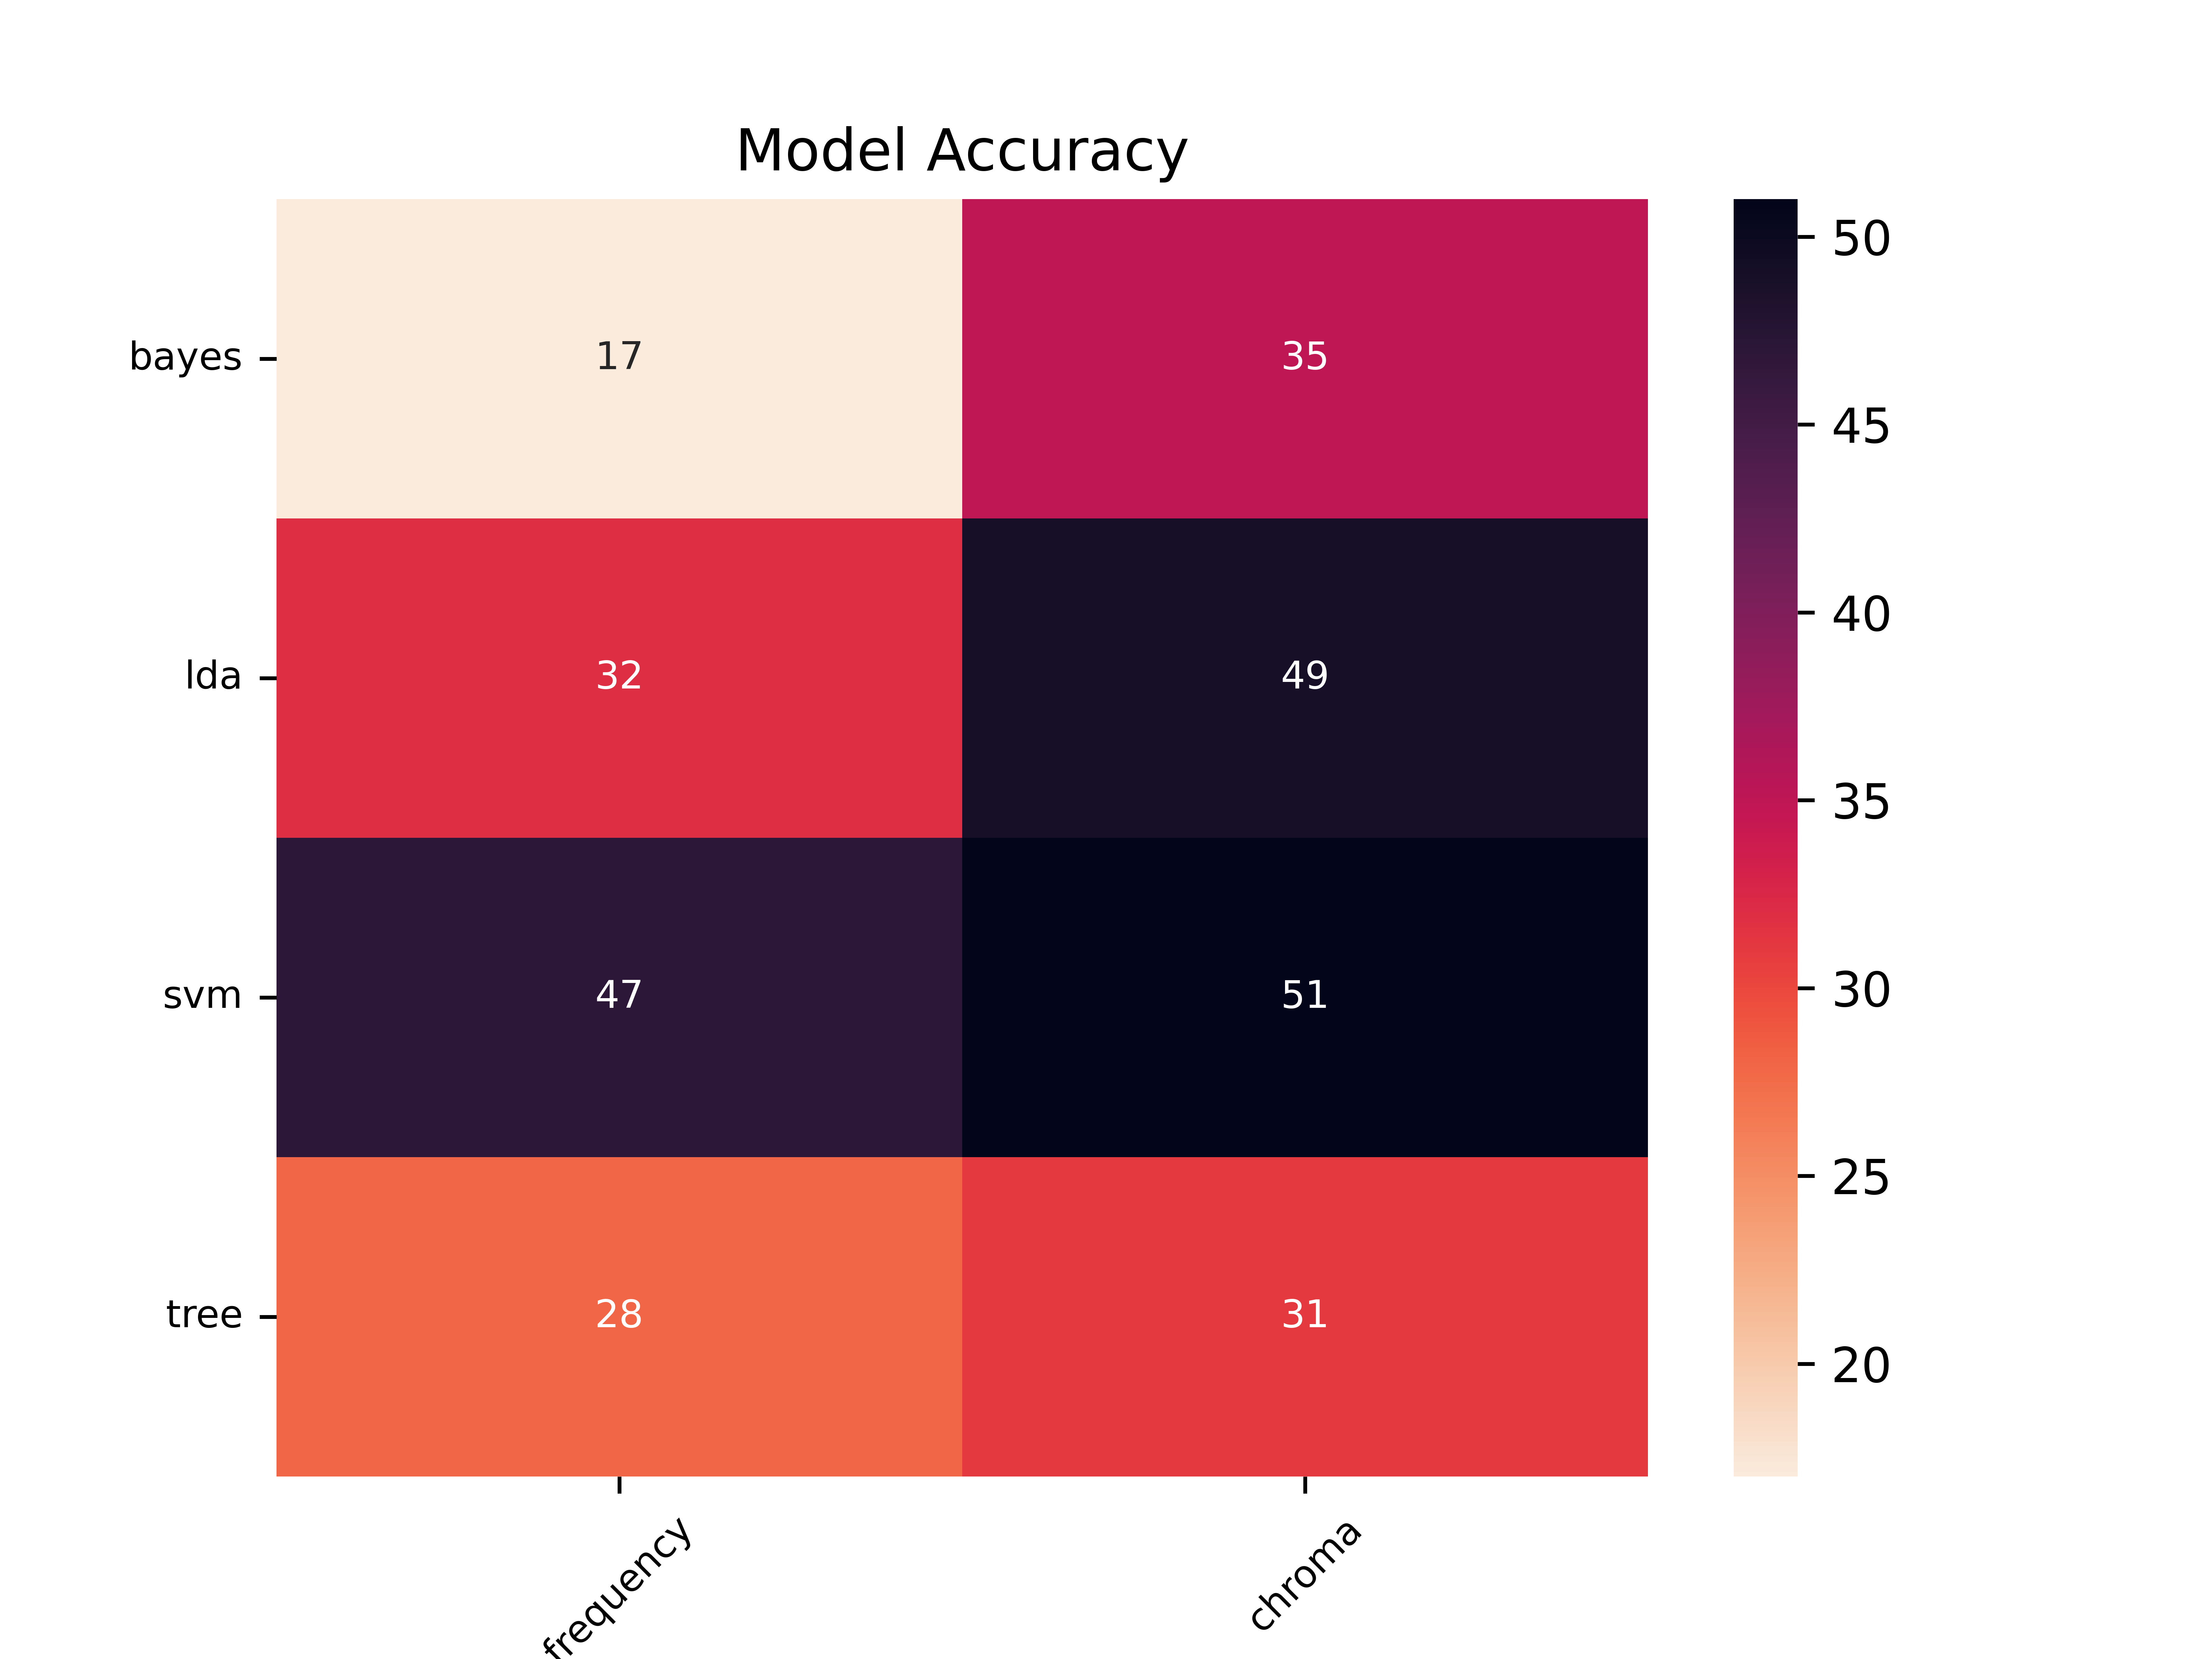 Model Accuracy
bayes 17 35
lda 32 49
svm 47 51
tree 28 31
frequency chroma
50
45
40
35
30
25
20